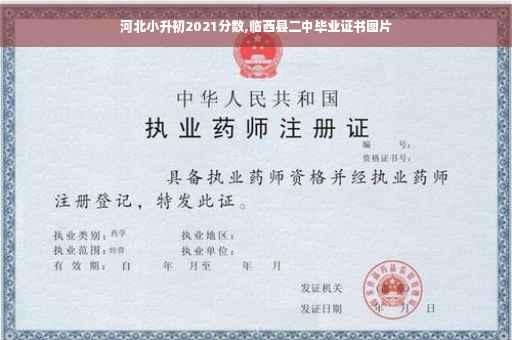 河北小升初2021分数,临西县二中毕业证书图片
中华人民共和国
执业药师注册证
编 号:
资格证书号:
具备执业药师资格并经执业药师
注册登记，特发此证。
执业类别: 药学 执业地区:
执业范围: 经营 执业单位:
有 效 期: 自 年 月至 年 月
发证机关
发证日期 年 月 日